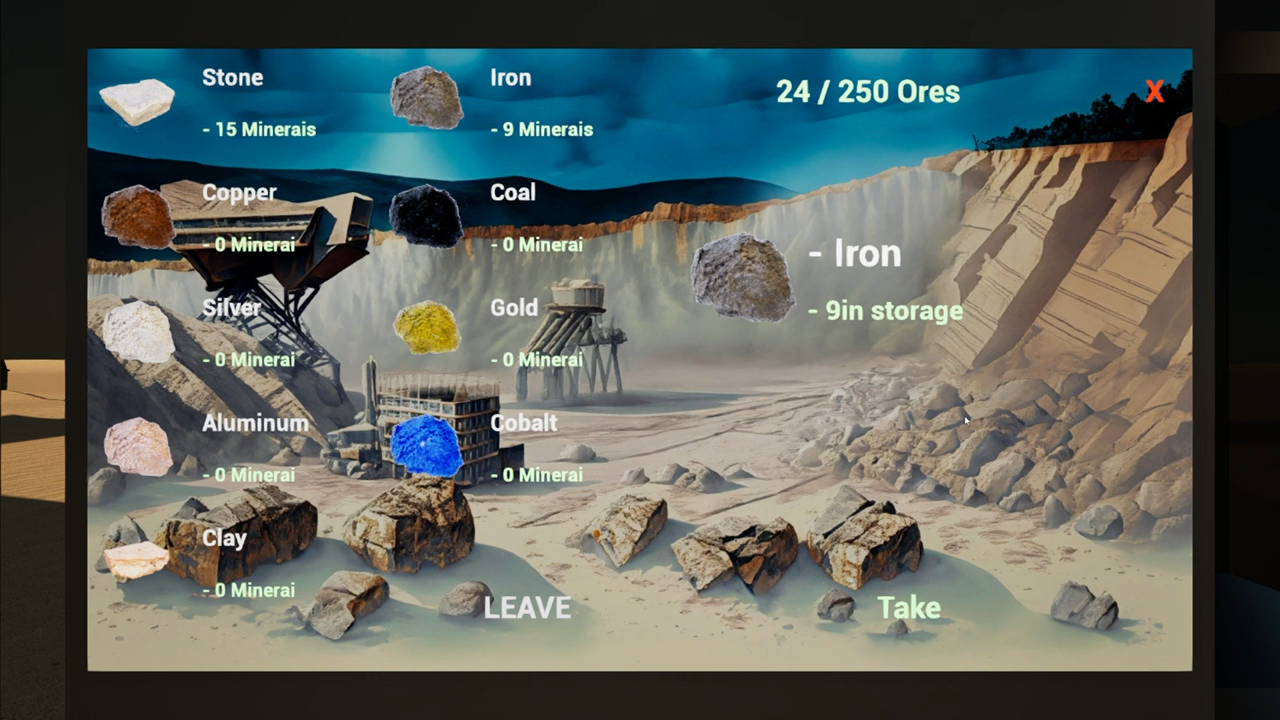 Stone
- 15 Minerais
Iron
- 9 Minerais
24 / 250 Ores
X
Copper
- 0 Minerai
Coal
- 0 Minerai
- Iron
- 9in storage
Silver
- 0 Minerai
Gold
- 0 Minerai
Aluminum
- 0 Minerai
Cobalt
- 0 Minerai
Clay
- 0 Minerai
LEAVE
Take